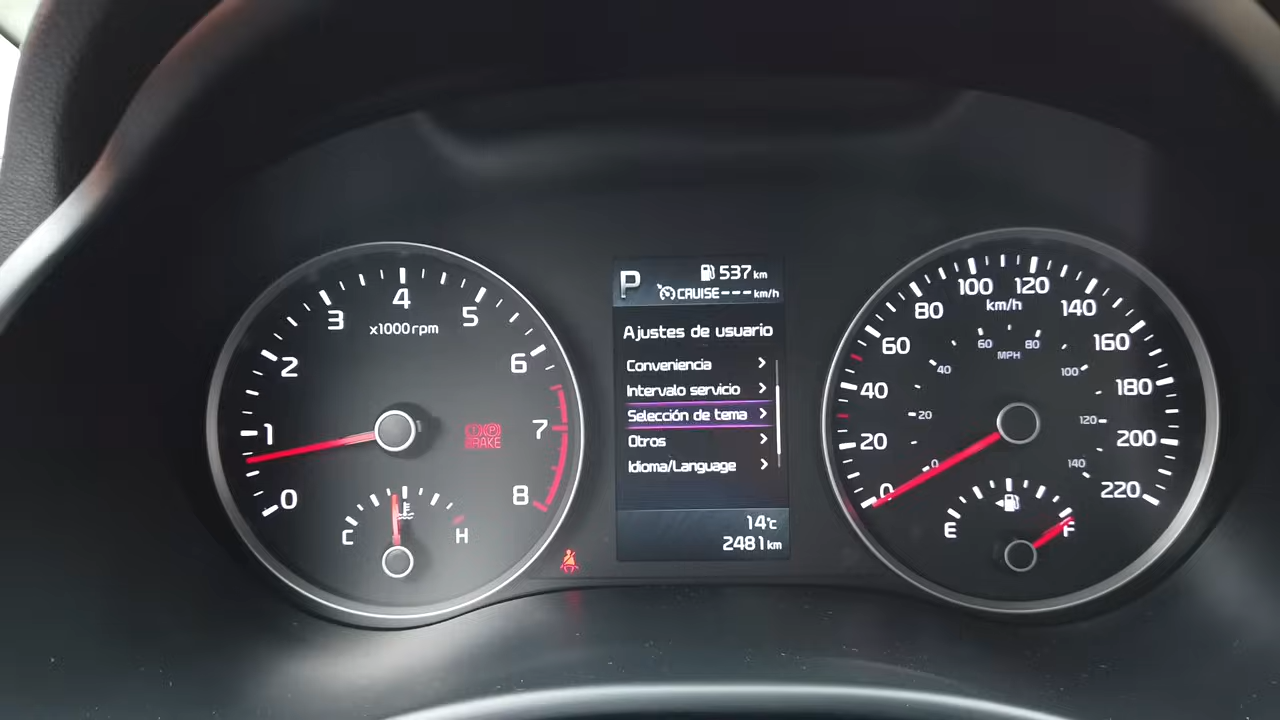 P
537 km
CRUISE --- km/h
Ajustes de usuario
Conveniencia
Intervalo servicio
Selección de tema
Otros
Idioma/Language
14°C
2481 km
0
1
2
3
4
5
6
7
8
x1000 rpm
BRAKE
C
H
0
20
40
60
80
100
120
140
160
180
200
220
km/h
0
20
40
60
80
100
120
140
MPH
E
F